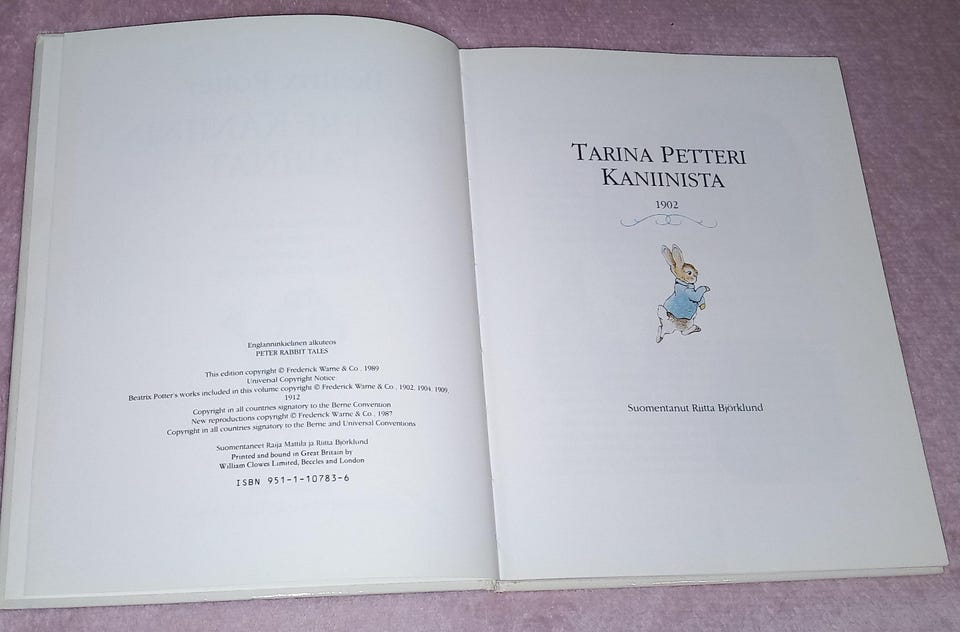 Englanninkielinen alkuteos
PETER RABBIT TALES
This edition copyright © Frederick Warne & Co., 1989
Universal Copyright Notice
Beatrix Potter's works included in this volume copyright © Frederick Warne & Co., 1902, 1904, 1909,
1912
Copyright in all countries signatory to the Berne Convention
New reproductions copyright © Frederick Warne & Co., 1987
Copyright in all countries signatory to the Berne and Universal Conventions
Suomentaneet Raija Mattila ja Riitta Björklund
Printed and bound in Great Britain by
William Clowes Limited, Beccles and London
ISBN 951-1-10783-6
TARINA PETTERI
KANIINISTA
1902
Suomentanut Riitta Björklund